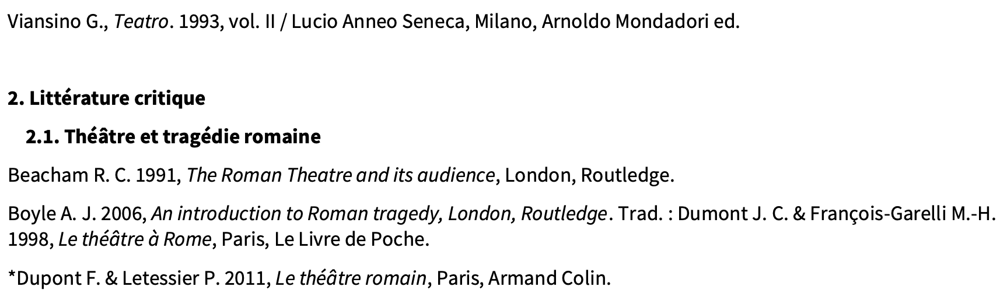 Viansino G., Teatro. 1993, vol. II / Lucio Anneo Seneca, Milano, Arnoldo Mondadori ed.
2. Littérature critique
2.1. Théâtre et tragédie romaine
Beacham R. C. 1991, The Roman Theatre and its audience, London, Routledge.
Boyle A. J. 2006, An introduction to Roman tragedy, London, Routledge. Trad. : Dumont J. C. & François-Garelli M.-H.
1998, Le théâtre à Rome, Paris, Le Livre de Poche.
*Dupont F. & Letessier P. 2011, Le théâtre romain, Paris, Armand Colin.